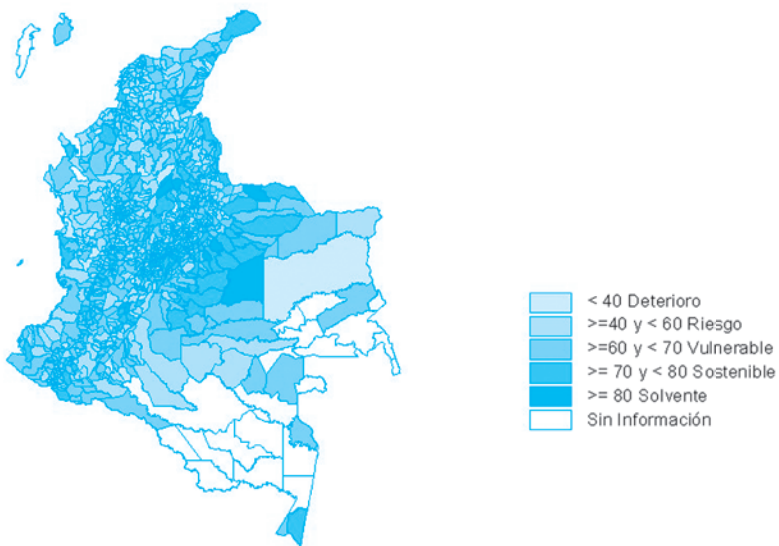 < 40 Deterioro
>=40 y < 60 Riesgo
>=60 y < 70 Vulnerable
>= 70 y < 80 Sostenible
>= 80 Solvente
Sin Información